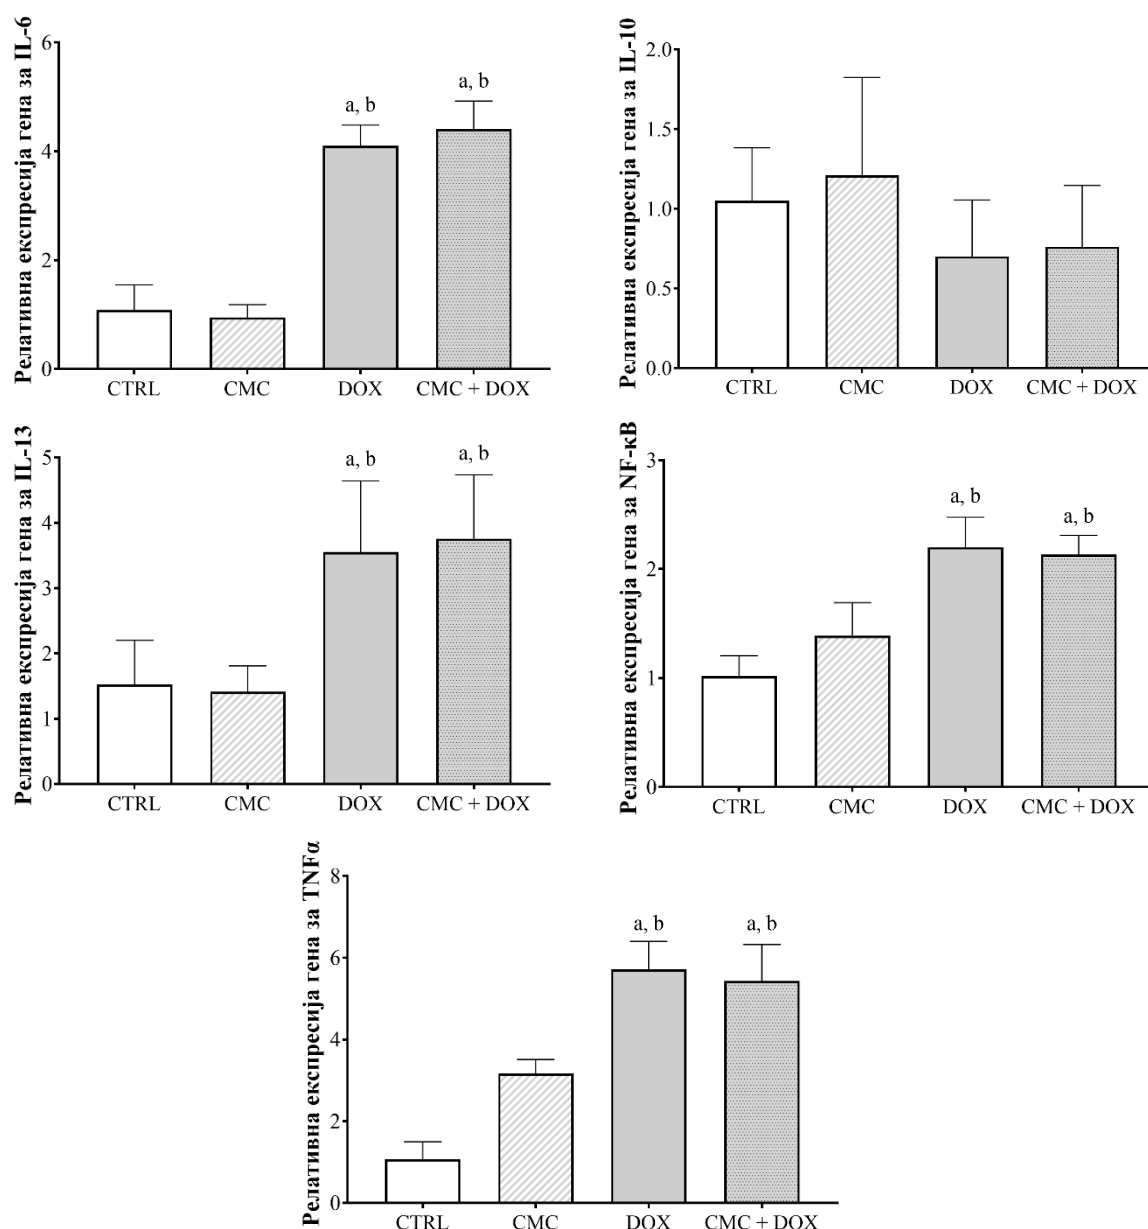 Релативна експресија гена за IL-6
6
4
2
0
a, b
a, b
CTRL CMC DOX CMC + DOX
Релативна експресија гена за IL-10
2.0
1.5
1.0
0.5
0.0
CTRL CMC DOX CMC + DOX
Релативна експресија гена за IL-13
5
4
3
2
1
0
a, b
a, b
CTRL CMC DOX CMC + DOX
Релативна експресија гена за NF-κB
3
2
1
0
a, b
a, b
CTRL CMC DOX CMC + DOX
Релативна експресија гена за TNFα
8
6
4
2
0
a, b
a, b
CTRL CMC DOX CMC + DOX